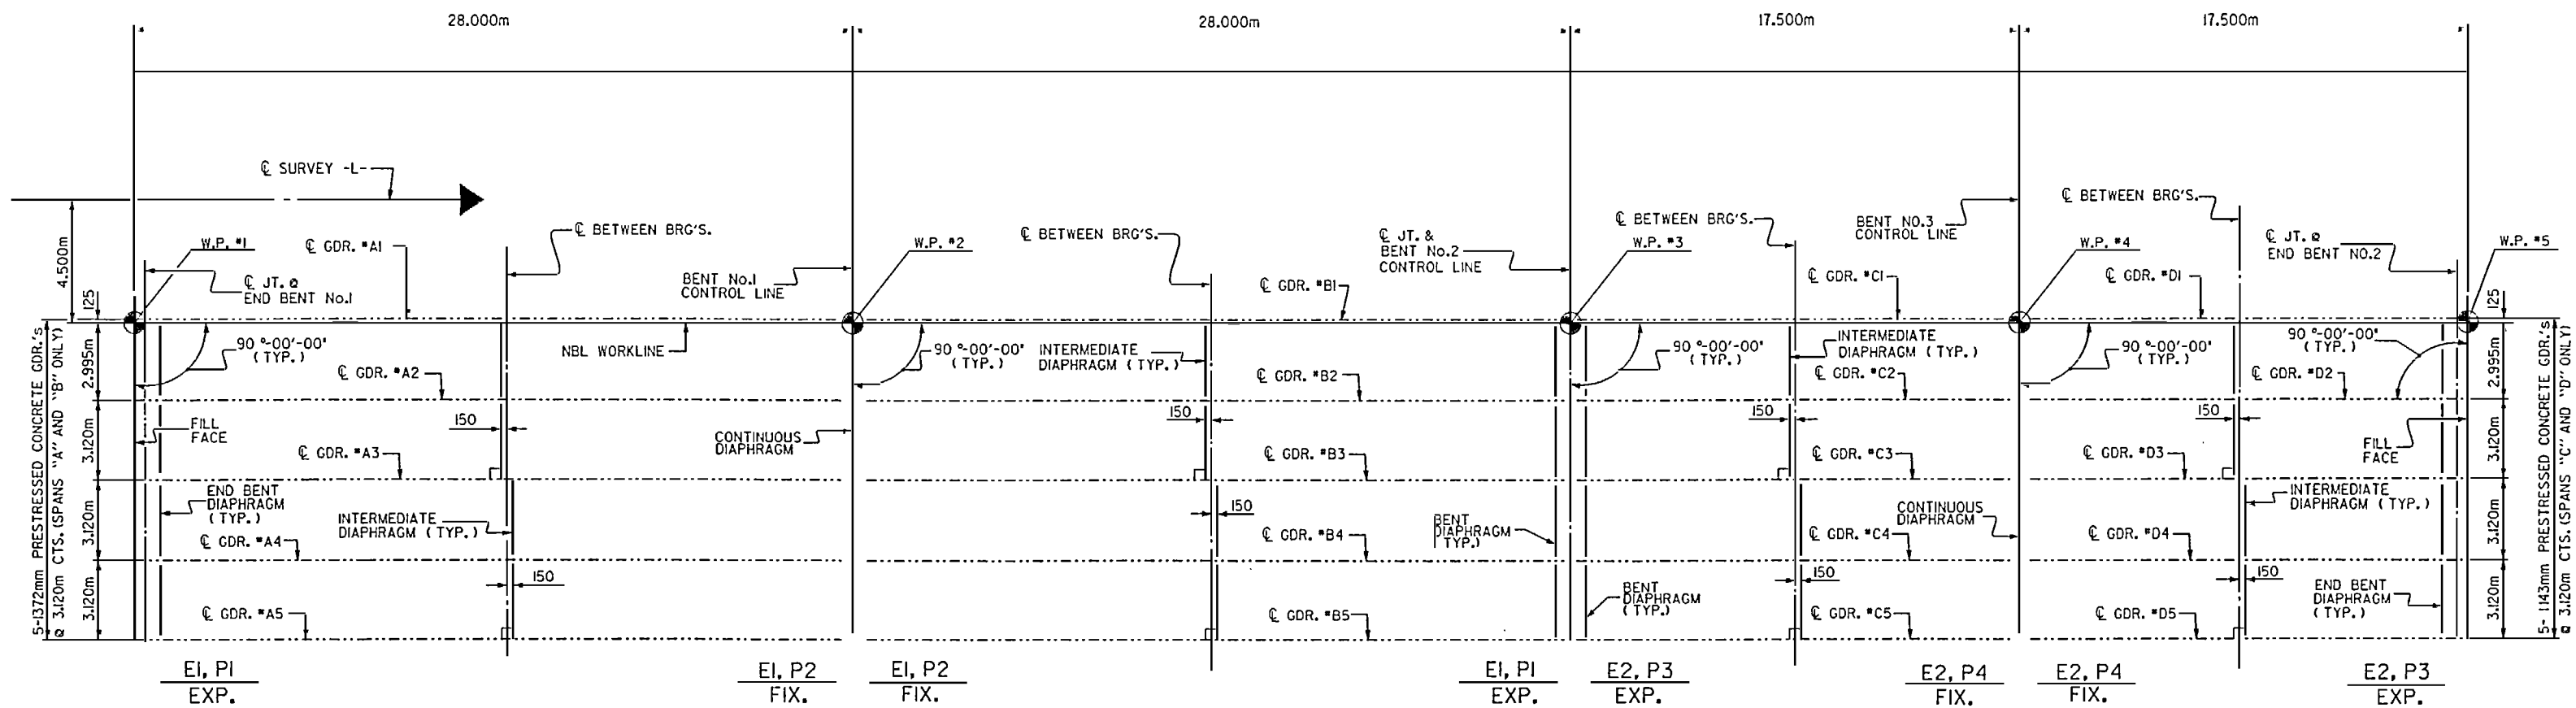 28.000m
28.000m
17.500m
17.500m
℄ SURVEY -L-
4.500m
W.P. #1
℄ GDR. #A1
℄ BETWEEN BRG'S.
℄ JT. @
END BENT No.1
BENT No.1
CONTROL LINE
W.P. #2
℄ BETWEEN BRG'S.
℄ GDR. #B1
℄ JT. &
BENT No.2
CONTROL LINE
W.P. #3
℄ BETWEEN BRG'S.
℄ GDR. #C1
BENT NO.3
CONTROL LINE
W.P. #4
℄ BETWEEN BRG'S.
℄ GDR. #D1
℄ JT. @
END BENT NO.2
W.P. #5
125
125
90°-00'-00"
(TYP.)
NBL WORKLINE
90°-00'-00"
(TYP.)
INTERMEDIATE
DIAPHRAGM (TYP.)
90°-00'-00"
(TYP.)
INTERMEDIATE
DIAPHRAGM (TYP.)
90°-00'-00"
(TYP.)
90°-00'-00"
(TYP.)
2.995m
2.995m
℄ GDR. #A2
℄ GDR. #B2
℄ GDR. #C2
℄ GDR. #D2
FILL
FACE
150
CONTINUOUS
DIAPHRAGM
150
150
150
FILL
FACE
3.120m
3.120m
℄ GDR. #A3
℄ GDR. #B3
℄ GDR. #C3
℄ GDR. #D3
END BENT
DIAPHRAGM
(TYP.)
INTERMEDIATE
DIAPHRAGM (TYP.)
150
BENT
DIAPHRAGM
TYP.)
CONTINUOUS
DIAPHRAGM
INTERMEDIATE
DIAPHRAGM (TYP.)
3.120m
3.120m
℄ GDR. #A4
℄ GDR. #B4
℄ GDR. #C4
℄ GDR. #D4
150
BENT
DIAPHRAGM
(TYP.)
150
150
END BENT
DIAPHRAGM
(TYP.)
3.120m
3.120m
℄ GDR. #A5
℄ GDR. #B5
℄ GDR. #C5
℄ GDR. #D5
5-1372mm PRESTRESSED CONCRETE GDR.'s
@ 3.120m CTS.(SPANS "A" AND "B" ONLY)
5- 1143mm PRESTRESSED CONCRETE GDR.'s
@ 3.120m CTS.(SPANS "C" AND "D" ONLY)
E1, P1
EXP.
E1, P2
FIX.
E1, P2
FIX.
E1, P1
EXP.
E2, P3
EXP.
E2, P4
FIX.
E2, P4
FIX.
E2, P3
EXP.